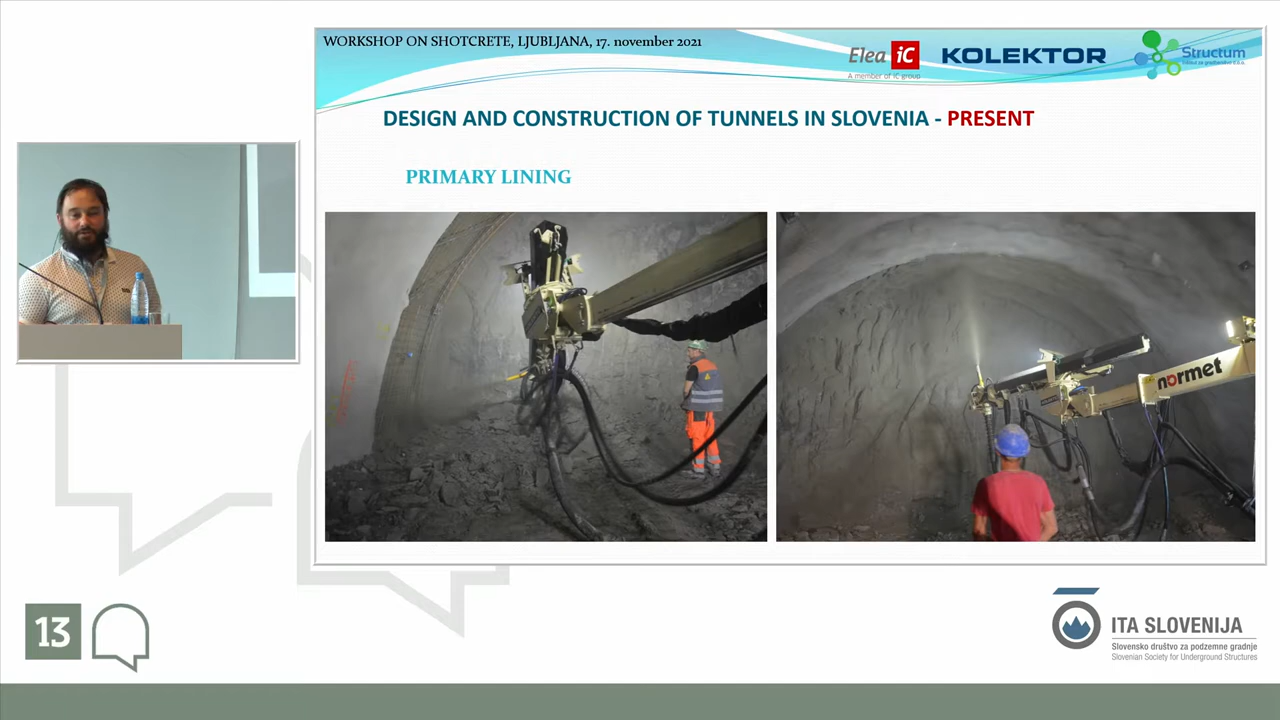 WORKSHOP ON SHOTCRETE, LJUBLJANA, 17. november 2021
Elea iC
A member of iC group
KOLEKTOR
Structum
DESIGN AND CONSTRUCTION OF TUNNELS IN SLOVENIA - PRESENT
PRIMARY LINING
normet
13
ITA SLOVENIJA
Slovensko društvo za podzemne gradnje
Slovenian Society for Underground Structures